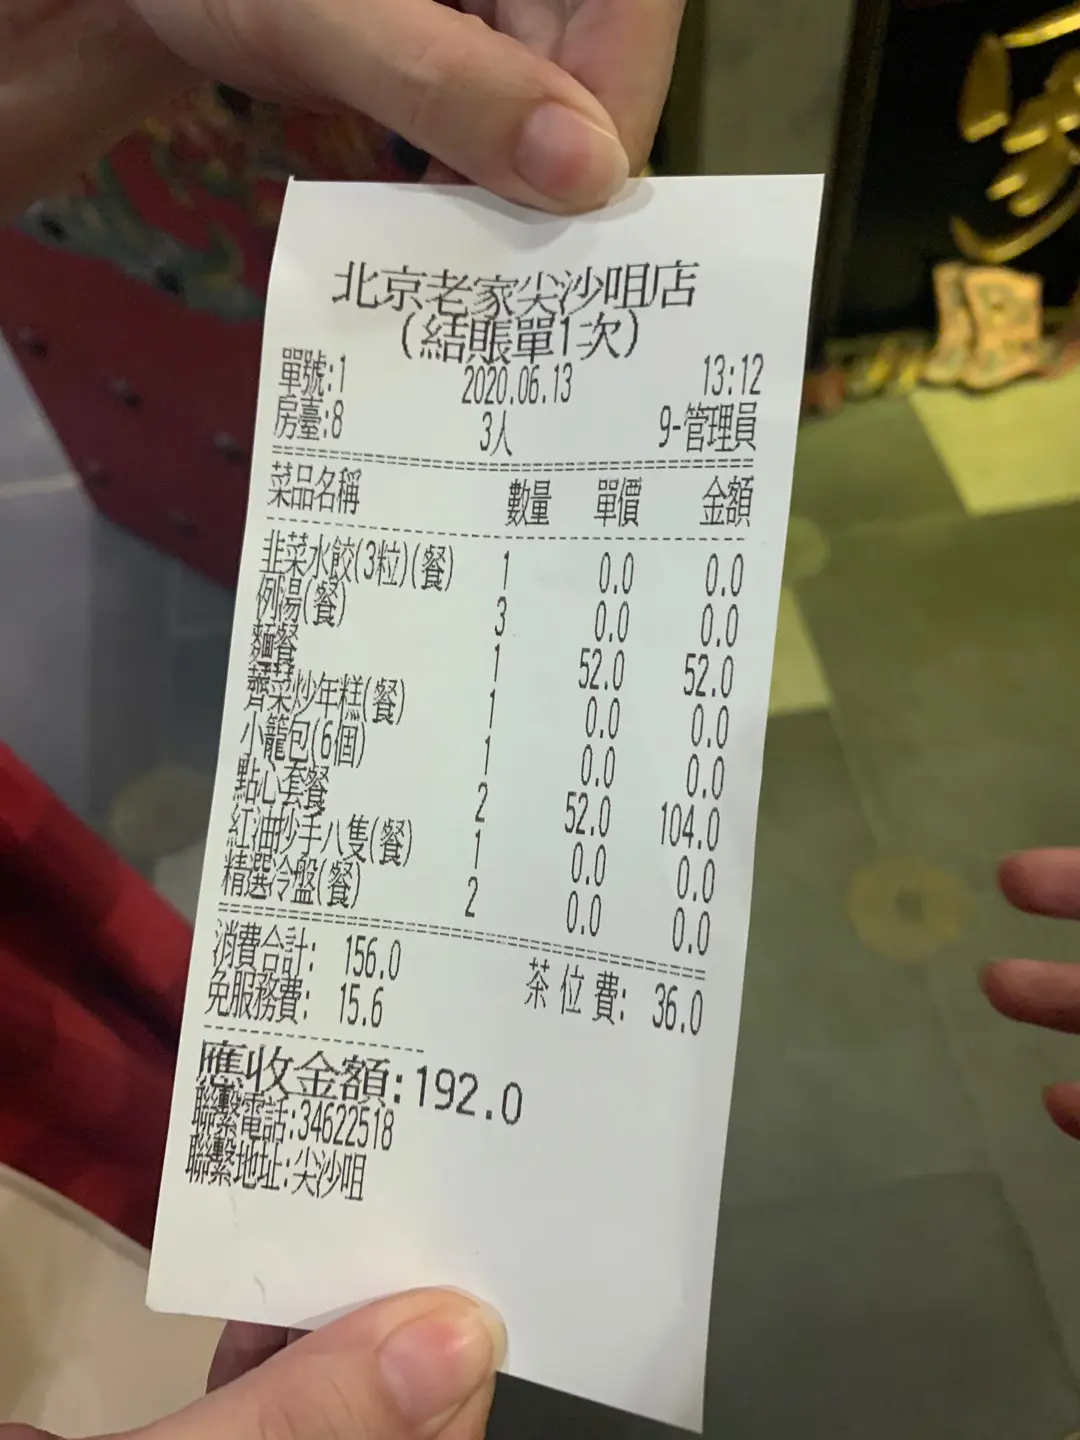 北京老家尖沙咀店
(結賬單1次)
單號:1 2020.06.13 13:12
房臺:8 3人 9-管理員
菜品名稱 數量 單價 金額
韭菜水餃(3粒)(餐) 1 0.0 0.0
例湯(餐) 3 0.0 0.0
麵餐 1 52.0 52.0
薺菜炒年糕(餐) 1 0.0 0.0
小籠包(6個) 1 0.0 0.0
點心套餐 2 52.0 104.0
紅油抄手八隻(餐) 1 0.0 0.0
精選冷盤(餐) 2 0.0 0.0
消費合計: 156.0 茶位費: 36.0
免服務費: 15.6
應收金額:192.0
聯繫電話:34622518
聯繫地址:尖沙咀
家